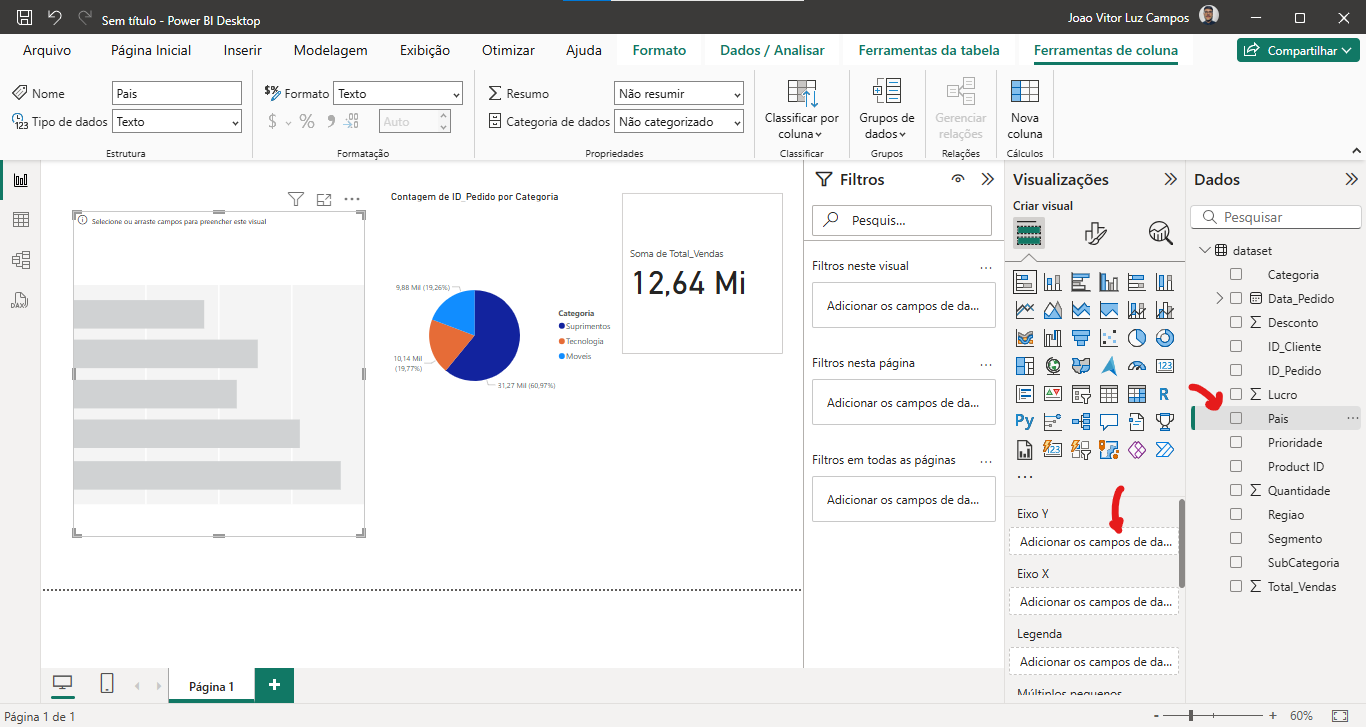 Sem título - Power BI Desktop
Joao Vitor Luz Campos
Arquivo
Página Inicial
Inserir
Modelagem
Exibição
Otimizar
Ajuda
Formato
Dados / Analisar
Ferramentas da tabela
Ferramentas de coluna
Compartilhar
Nome
Pais
Tipo de dados
Texto
Estrutura
Formato
Texto
$
%
Auto
Formatação
Resumo
Não resumir
Categoria de dados
Não categorizado
Propriedades
Classificar por
coluna
Classificar
Grupos de
dados
Grupos
Gerenciar
relações
Relações
Nova
coluna
Cálculos
Selecione ou arraste campos para preencher este visual
Contagem de ID_Pedido por Categoria
9,88 Mil (19,26%)
10,14 Mil
(19,77%)
31,27 Mil (60,97%)
Categoria
Suprimentos
Tecnologia
Moveis
Soma de Total_Vendas
12,64 Mi
Filtros
Pesquis...
Filtros neste visual
...
Adicionar os campos de da...
Filtros nesta página
...
Adicionar os campos de da...
Filtros em todas as páginas
...
Adicionar os campos de da...
Visualizações
Criar visual
123
R
Py
123
...
Eixo Y
Adicionar os campos de da...
Eixo X
Adicionar os campos de da...
Legenda
Adicionar os campos de da...
Múltiplos pequenos
Dados
Pesquisar
dataset
Categoria
Data_Pedido
Desconto
ID_Cliente
ID_Pedido
Lucro
Pais
Prioridade
Product ID
Quantidade
Regiao
Segmento
SubCategoria
Total_Vendas
DAX
Página 1
+
Página 1 de 1
-
+
60%